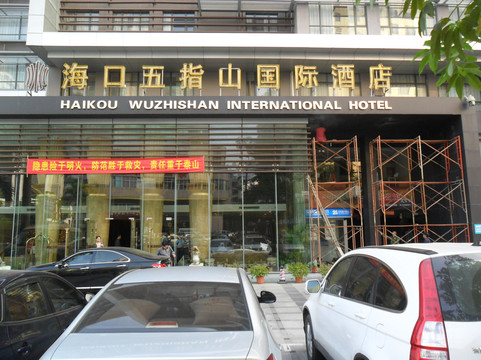 海口五指山国际酒店
HAIKOU WUZHISHAN INTERNATIONAL HOTEL
隐患险于明火，防范胜于救灾，责任重于泰山